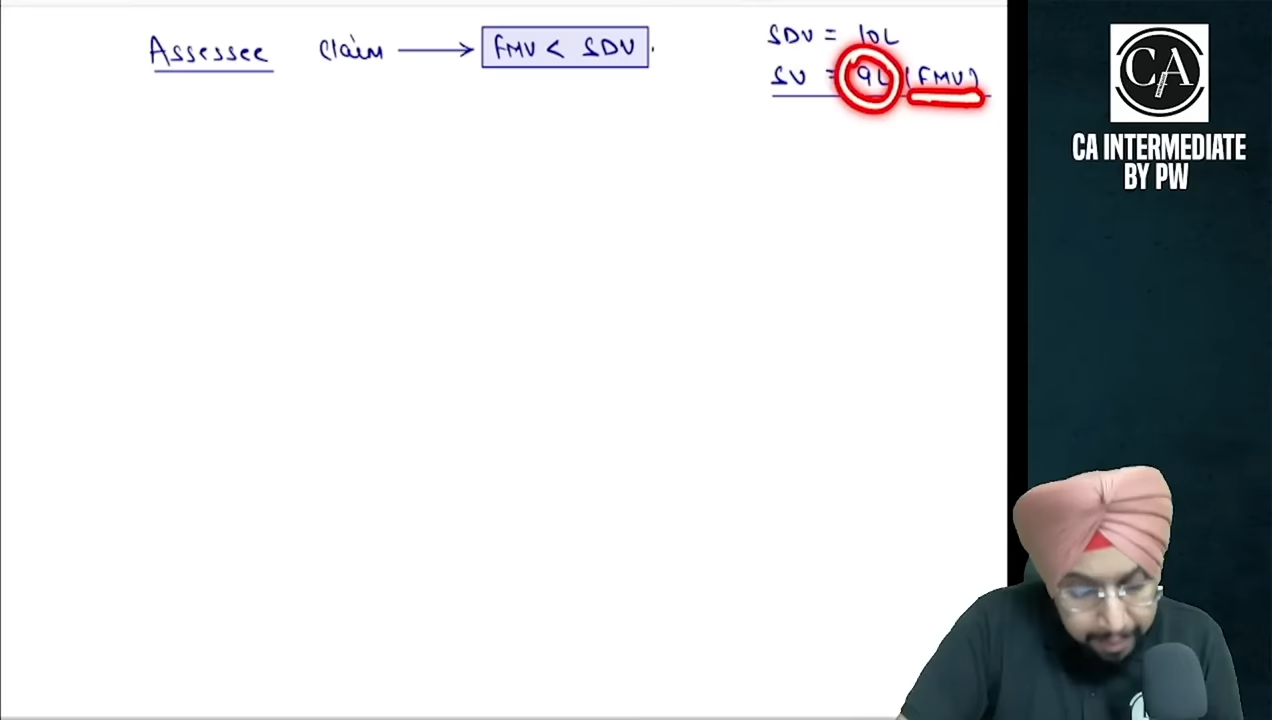 Assessee Claim → FMV < SDV.
SDV = 10L
SV = 9L (FMV)
CA
CA INTERMEDIATE
BY PW